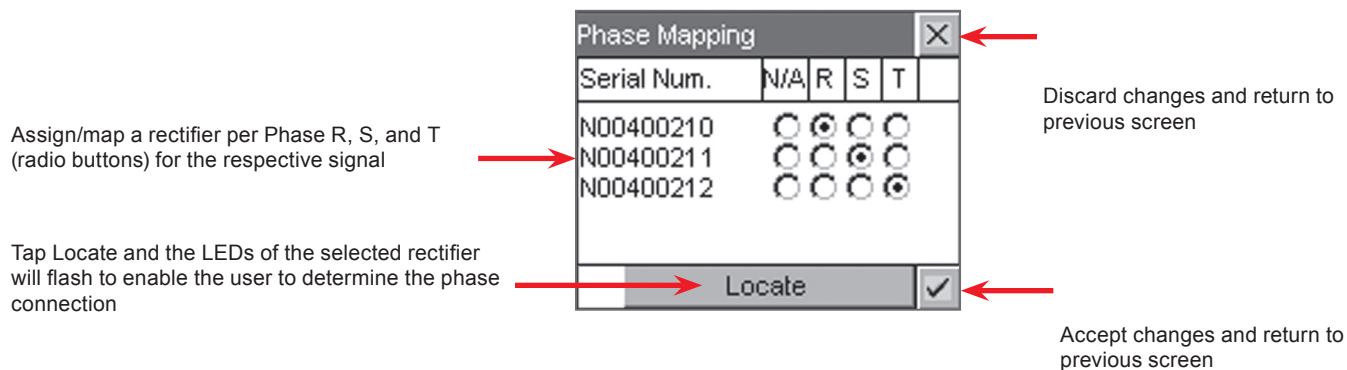 Phase Mapping
Serial Num. N/A R S T
N00400210
N00400211
N00400212
Locate
Assign/map a rectifier per Phase R, S, and T
(radio buttons) for the respective signal
Tap Locate and the LEDs of the selected rectifier
will flash to enable the user to determine the phase
connection
Discard changes and return to
previous screen
Accept changes and return to
previous screen